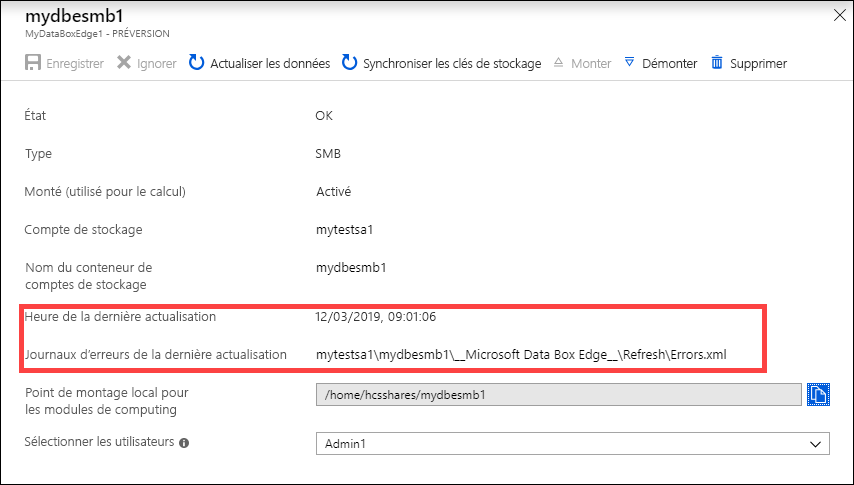 mydbesmb1
MyDataBoxEdge1 - PRÉVERSION
Enregistrer Ignorer Actualiser les données Synchroniser les clés de stockage Monter Démonter Supprimer
État OK
Type SMB
Monté (utilisé pour le calcul) Activé
Compte de stockage mytestsa1
Nom du conteneur de mydbesmb1
comptes de stockage
Heure de la dernière actualisation 12/03/2019, 09:01:06
Journaux d'erreurs de la dernière actualisation mytestsa1\mydbesmb1\__Microsoft Data Box Edge__\Refresh\Errors.xml
Point de montage local pour /home/hcsshares/mydbesmb1
les modules de computing
Sélectionner les utilisateurs Admin1